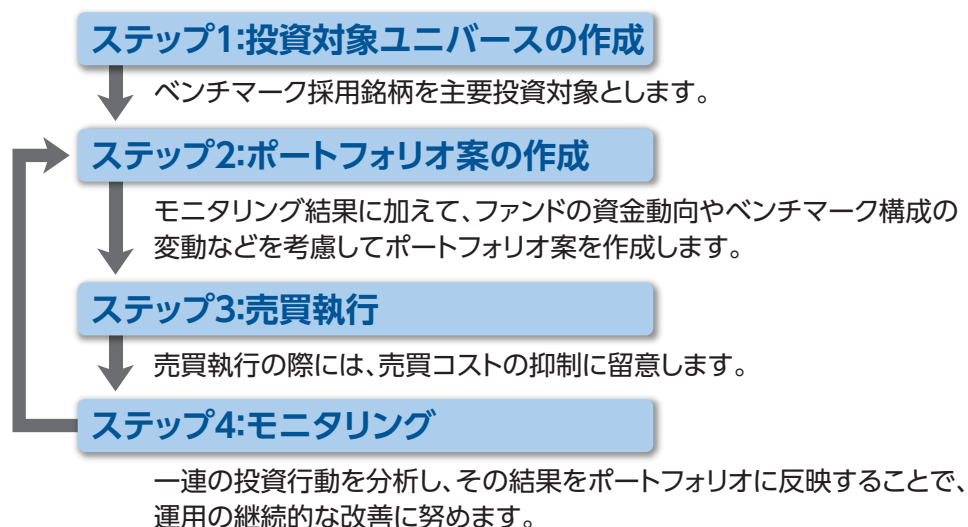 ステップ1:投資対象ユニバースの作成
ベンチマーク採用銘柄を主要投資対象とします。
ステップ2:ポートフォリオ案の作成
モニタリング結果に加えて、ファンドの資金動向やベンチマーク構成の
変動などを考慮してポートフォリオ案を作成します。
ステップ3:売買執行
売買執行の際には、売買コストの抑制に留意します。
ステップ4:モニタリング
一連の投資行動を分析し、その結果をポートフォリオに反映することで、
運用の継続的な改善に努めます。